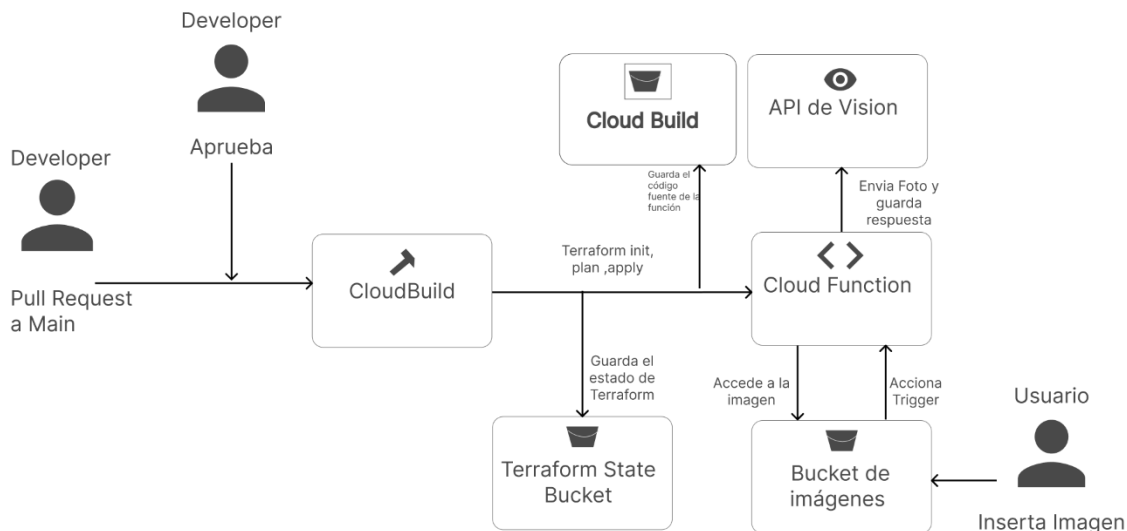 Developer
Aprueba
Developer
Pull Request
a Main
CloudBuild
Terraform init,
plan ,apply
Guarda el
código
fuente de la
función
Cloud Build
API de Vision
Envia Foto y
guarda
respuesta
Cloud Function
Guarda el
estado de
Terraform
Terraform State
Bucket
Accede a la
imagen
Acciona
Trigger
Bucket de
imágenes
Usuario
Inserta Imagen